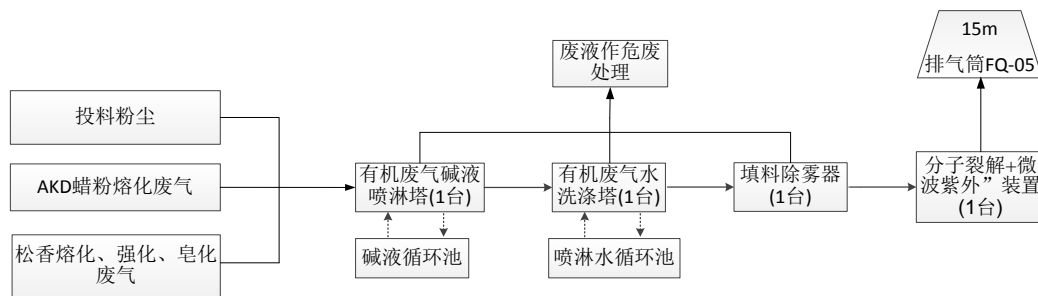 15m
排气筒FQ-05
废液作危废
处理
投料粉尘
AKD蜡粉熔化废气
松香熔化、强化、皂化
废气
有机废气碱液
喷淋塔(1台)
有机废气水
洗涤塔(1台)
填料除雾器
(1台)
分子裂解+微
波紫外”装置
(1台)
碱液循环池
喷淋水循环池